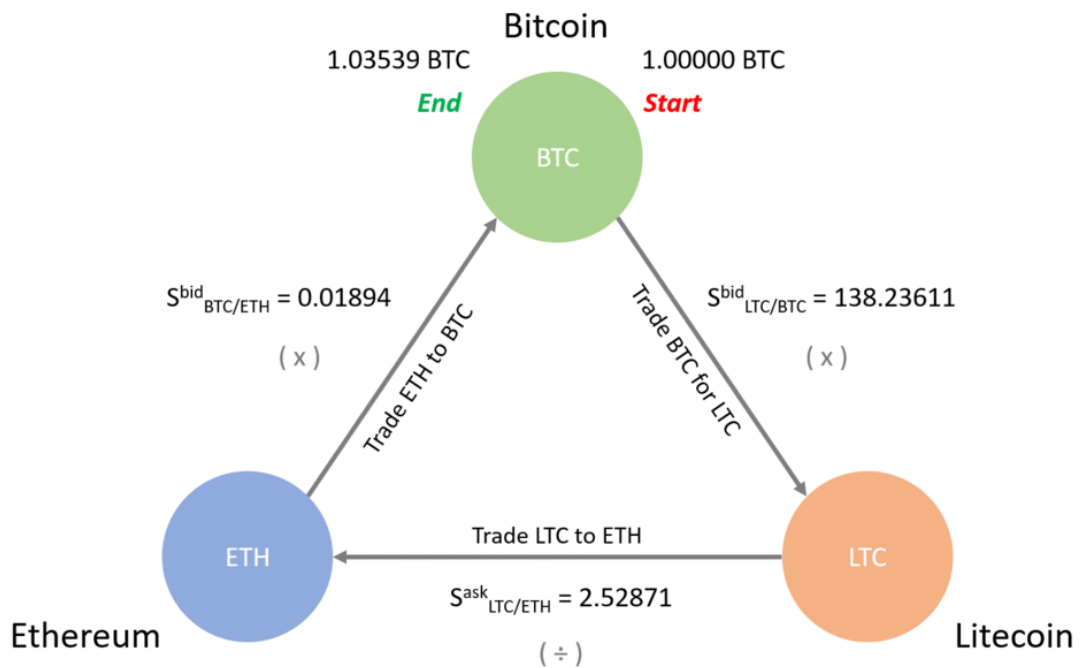 Bitcoin
1.03539 BTC
1.00000 BTC
End
Start
BTC
S^bid_BTC/ETH = 0.01894
( x )
Trade ETH to BTC
Trade BTC for LTC
S^bid_LTC/BTC = 138.23611
( x )
ETH
Trade LTC to ETH
LTC
S^ask_LTC/ETH = 2.52871
( ÷ )
Ethereum
Litecoin